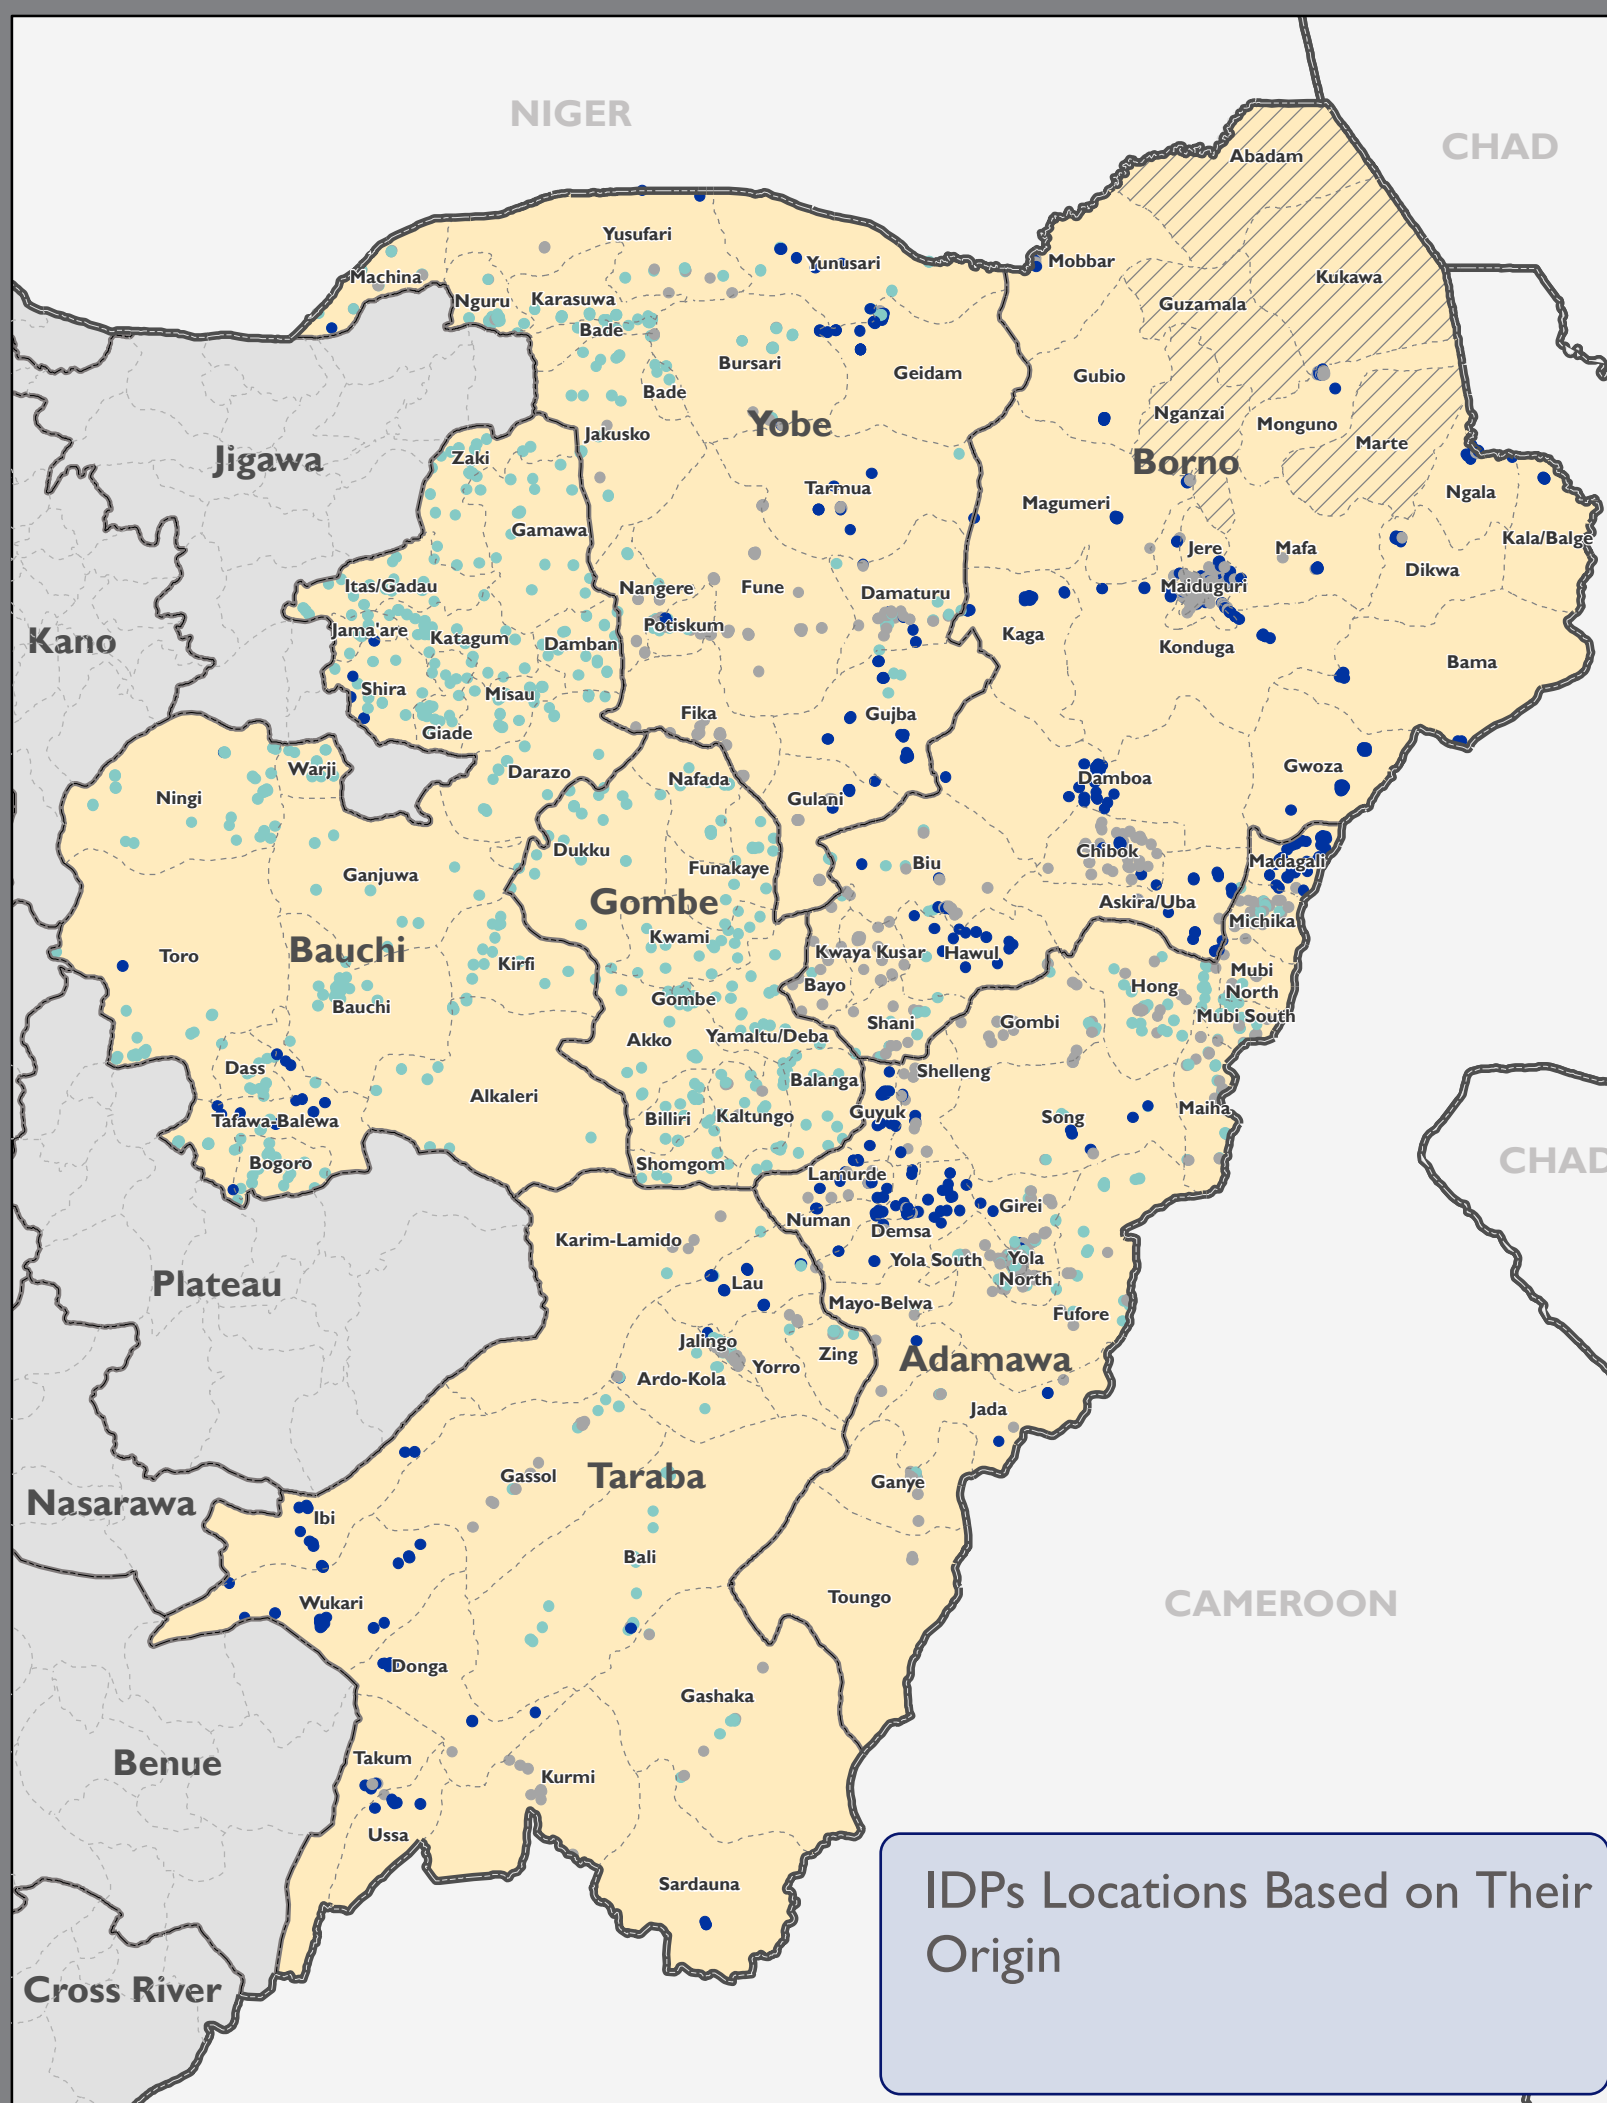 NIGER
CHAD
Abadam
Yusufari
Mobbar
Yunusari
Machina
Kukawa
Nguru
Karasuwa
Guzamala
Bade
Bursari
Geidam
Gubio
Bade
Nganzai
Monguno
Yobe
Jakusko
Marte
Jigawa
Zaki
Borno
Tarmua
Ngala
Magumeri
Gamawa
Kala/Balge
Jere
Mafa
Dikwa
Itas/Gadau
Nangere
Fune
Damaturu
Maiduguri
Potiskum
Jama'are
Katagum
Damban
Kaga
Konduga
Kano
Bama
Shira
Misau
Fika
Gujba
Giade
Warji
Darazo
Nafada
Damboa
Gwoza
Ningi
Gulani
Dukku
Chibok
Madagali
Funakaye
Biu
Ganjuwa
Gombe
Askira/Uba
Michika
Kwami
Bauchi
Kwaya Kusar
Hawul
Toro
Kirfi
Mubi
North
Bayo
Hong
Gombe
Bauchi
Mubi South
Shani
Gombi
Akko
Yamaltu/Deba
Dass
Shelleng
Balanga
Alkaleri
Guyuk
Maiha
Kaltungo
Song
Billiri
Tafawa-Balewa
Bogoro
Shomgom
Lamurde
CHAD
Girei
Numan
Demsa
Karim-Lamido
Yola South
Yola
North
Plateau
Lau
Mayo-Belwa
Fufore
Jalingo
Zing
Yorro
Adamawa
Ardo-Kola
Jada
Gassol
Taraba
Ganye
Nasarawa
Ibi
Bali
Toungo
Wukari
CAMEROON
Donga
Gashaka
Benue
Takum
Kurmi
Ussa
Sardauna
Cross River
IDPs Locations Based on Their
Origin